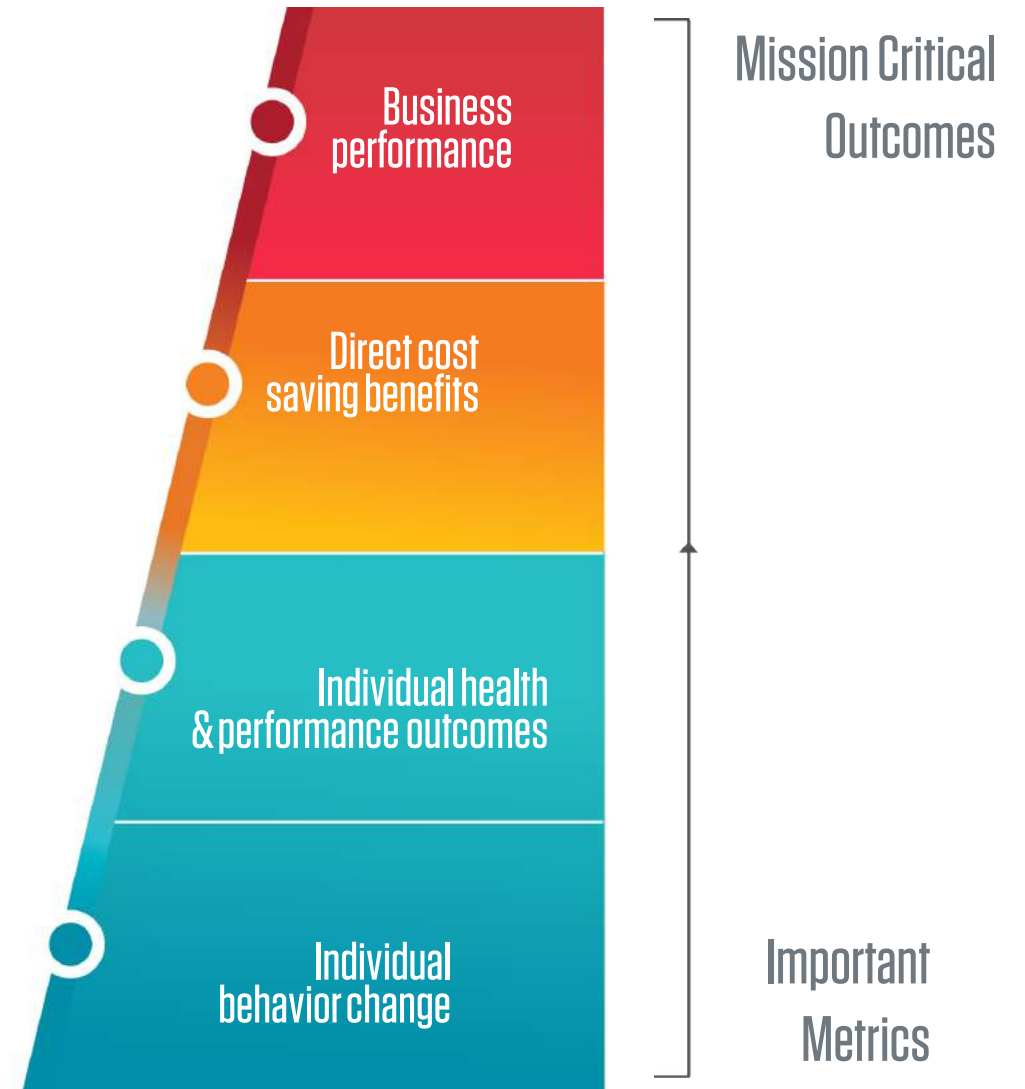 Business
performance
Mission Critical
Outcomes
Direct cost
saving benefits
Individual health
& performance outcomes
Individual
behavior change
Important
Metrics